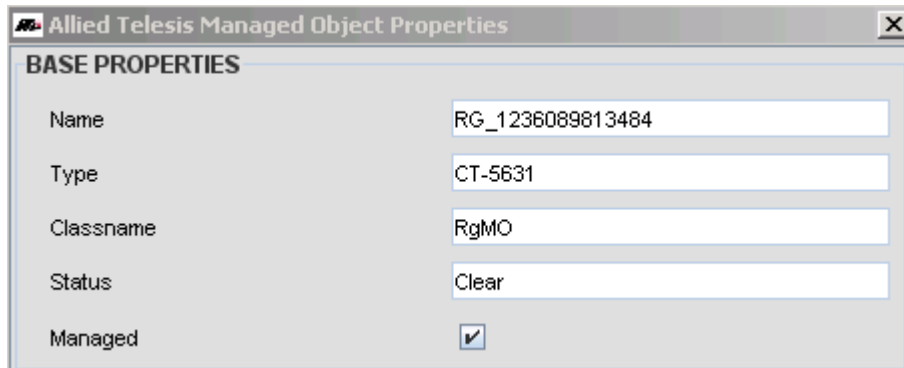 Allied Telesis Managed Object Properties
BASE PROPERTIES
Name RG_1236089813484
Type CT-5631
Classname RgMO
Status Clear
Managed